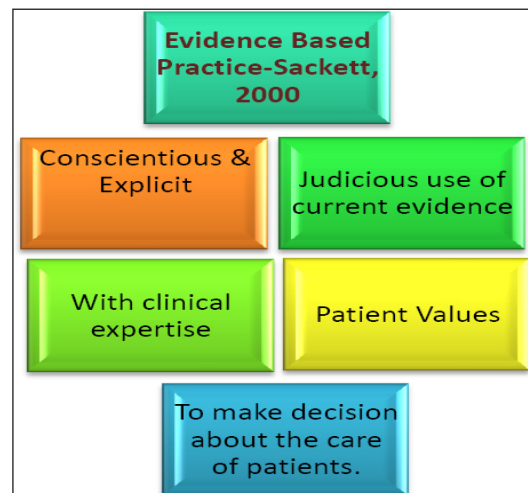 Evidence Based
Practice-Sackett,
2000
Conscientious &
Explicit
Judicious use of
current evidence
With clinical
expertise
Patient Values
To make decision
about the care
of patients.